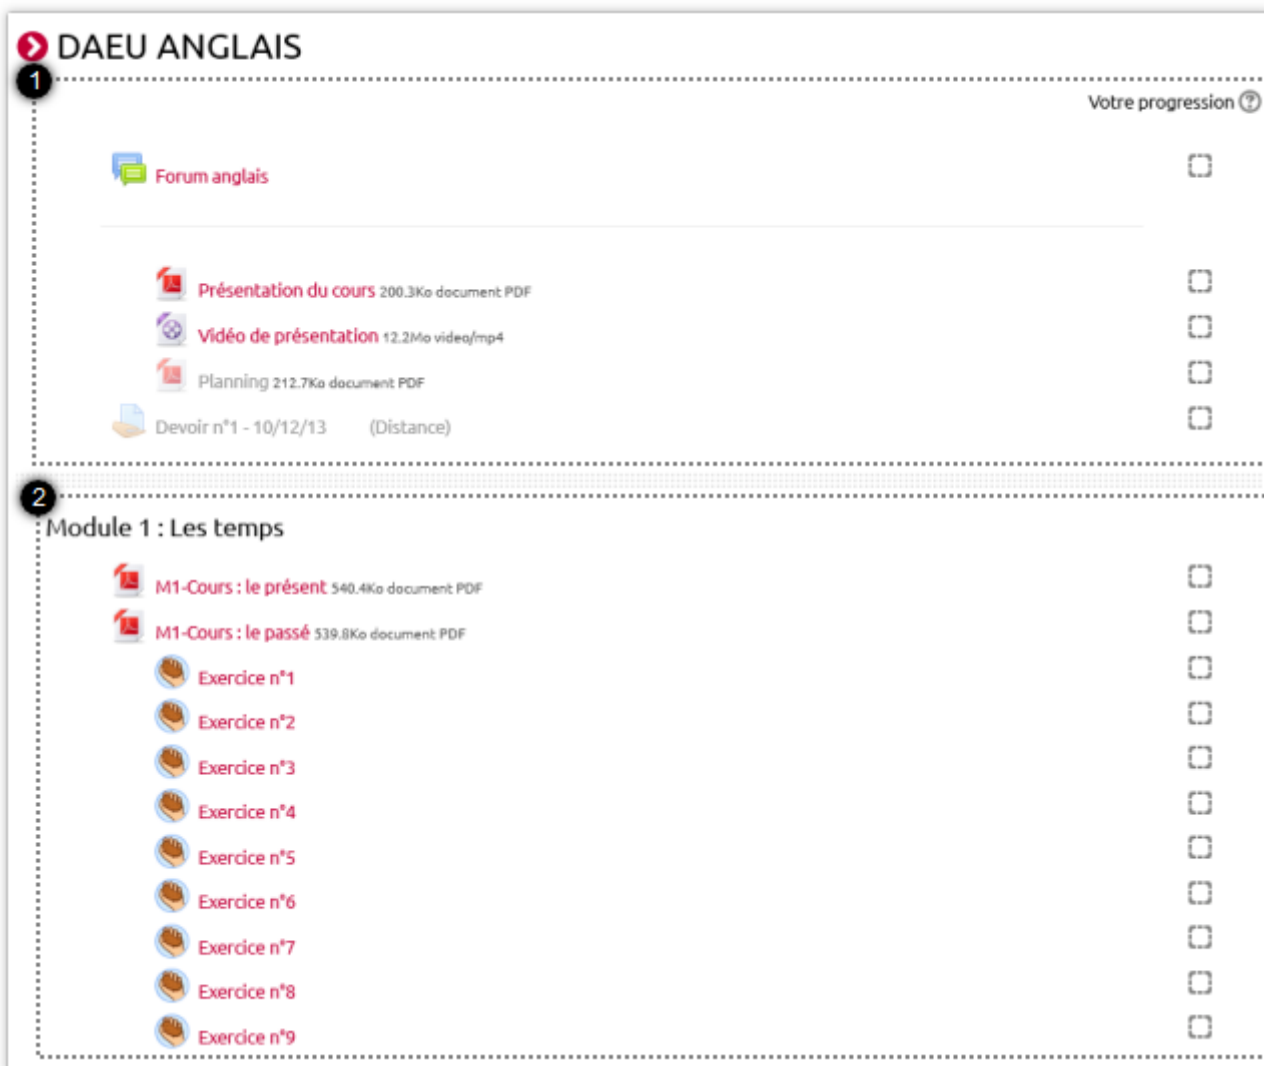 DAEU ANGLAIS
1
Votre progression ?
Forum anglais
Présentation du cours 200.3Ko document PDF
Vidéo de présentation 12.2Mo video/mp4
Planning 212.7Ko document PDF
Devoir n°1 - 10/12/13 (Distance)
2
Module 1 : Les temps
M1-Cours : le présent 540.4Ko document PDF
M1-Cours : le passé 539.8Ko document PDF
Exercice n°1
Exercice n°2
Exercice n°3
Exercice n°4
Exercice n°5
Exercice n°6
Exercice n°7
Exercice n°8
Exercice n°9